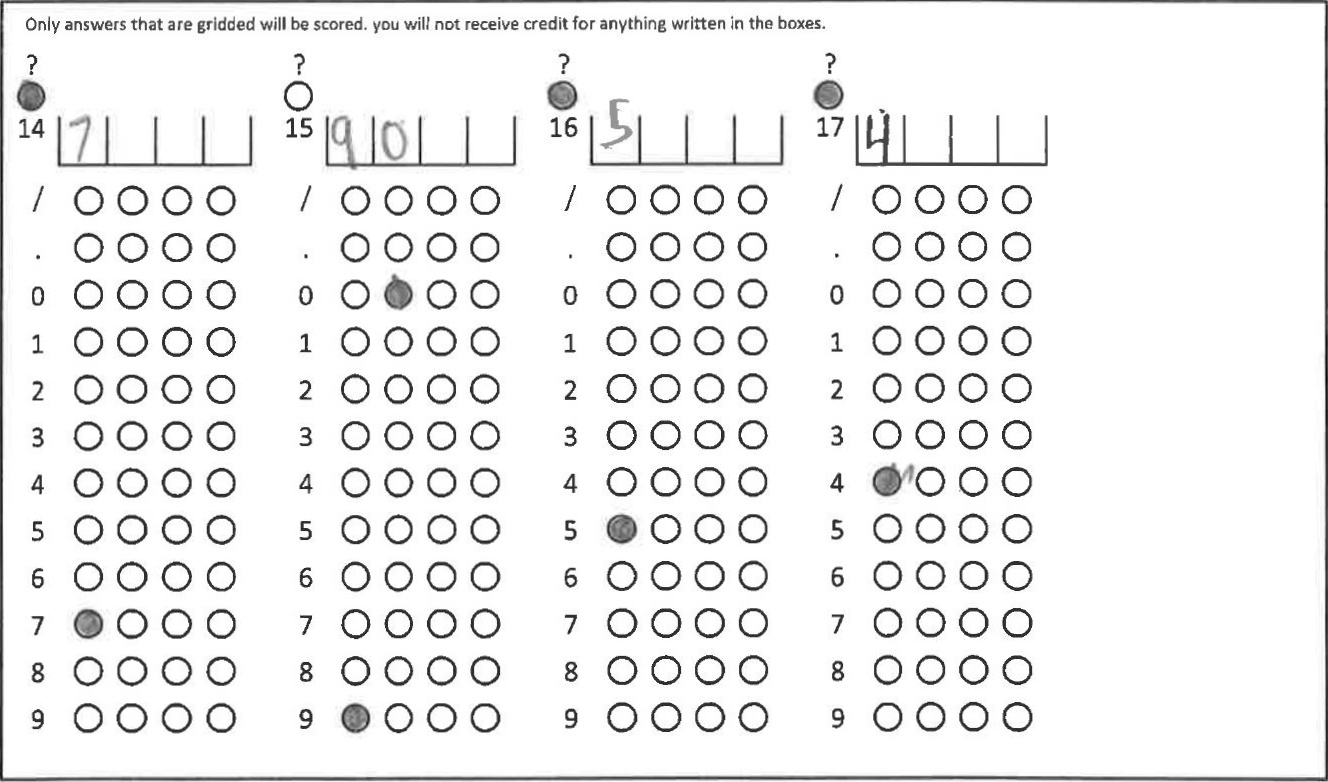 Only answers that are gridded will be scored. you will not receive credit for anything written in the boxes.
? ? ? ?
14 7 15 9 0 16 5 17 4
/ / / /
. . . .
0 0 0 0
1 1 1 1
2 2 2 2
3 3 3 3
4 4 4 4
5 5 5 5
6 6 6 6
7 7 7 7
8 8 8 8
9 9 9 9